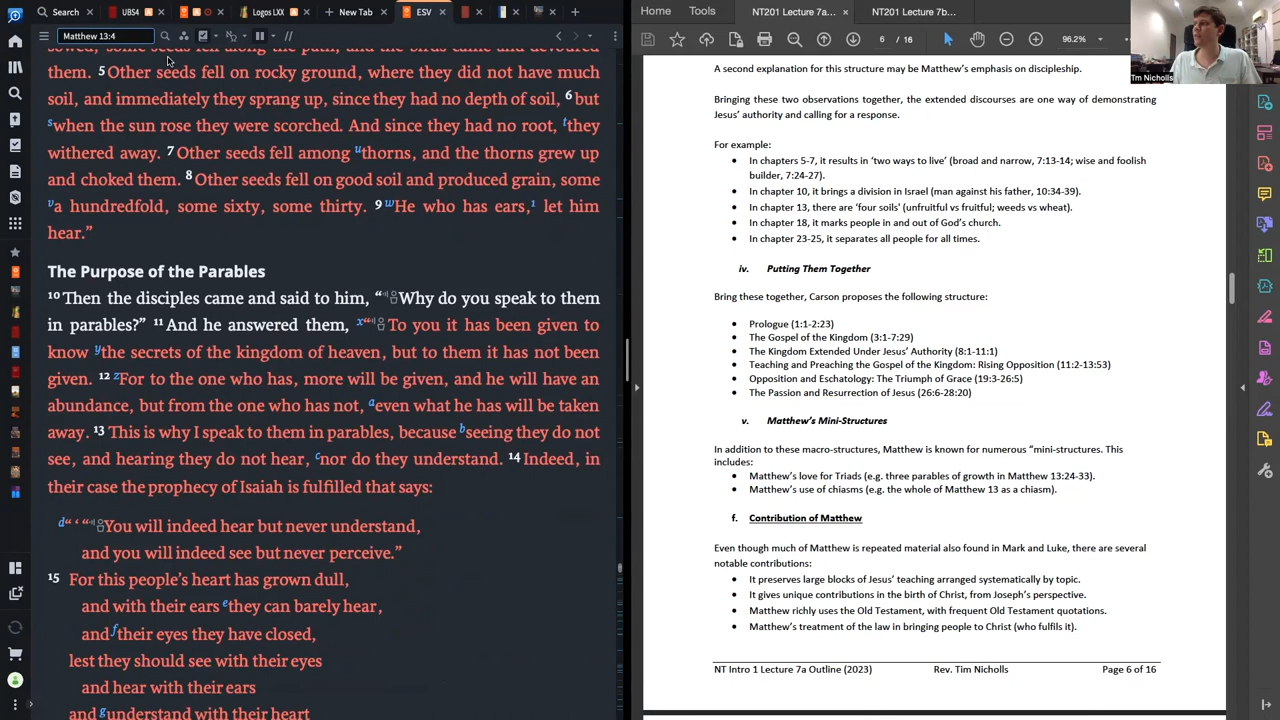 Search
UBS4
Logos LXX
New Tab
ESV
Matthew 13:4
sowed, some seeds fell along the path, and the birds came and devoured
them. 5 Other seeds fell on rocky ground, where they did not have much
soil, and immediately they sprang up, since they had no depth of soil, 6 but
s when the sun rose they were scorched. And since they had no root, t they
withered away. 7 Other seeds fell among u thorns, and the thorns grew up
and choked them. 8 Other seeds fell on good soil and produced grain, some
v a hundredfold, some sixty, some thirty. 9 w He who has ears, 1 let him
hear.”
The Purpose of the Parables
10 Then the disciples came and said to him, “Why do you speak to them
in parables?” 11 And he answered them, x “To you it has been given to
know y the secrets of the kingdom of heaven, but to them it has not been
given. 12 z For to the one who has, more will be given, and he will have an
abundance, but from the one who has not, a even what he has will be taken
away. 13 This is why I speak to them in parables, because b seeing they do not
see, and hearing they do not hear, c nor do they understand. 14 Indeed, in
their case the prophecy of Isaiah is fulfilled that says:
d “ ‘ “You will indeed hear but never understand,
and you will indeed see but never perceive.”
15 For this people’s heart has grown dull,
and with their ears e they can barely hear,
and f their eyes they have closed,
lest they should see with their eyes
and hear with their ears
and g understand with their heart
Home
Tools
NT201 Lecture 7a...
NT201 Lecture 7b...
6 / 16
96.2%
Tm Nicholls
A second explanation for this structure may be Matthew’s emphasis on discipleship.
Bringing these two observations together, the extended discourses are one way of demonstrating
Jesus’ authority and calling for a response.
For example:
• In chapters 5-7, it results in ‘two ways to live’ (broad and narrow, 7:13-14; wise and foolish
builder, 7:24-27).
• In chapter 10, it brings a division in Israel (man against his father, 10:34-39).
• In chapter 13, there are ‘four soils’ (unfruitful vs fruitful; weeds vs wheat).
• In chapter 18, it marks people in and out of God’s church.
• In chapter 23-25, it separates all people for all times.
iv. Putting Them Together
Bring these together, Carson proposes the following structure:
• Prologue (1:1-2:23)
• The Gospel of the Kingdom (3:1-7:29)
• The Kingdom Extended Under Jesus’ Authority (8:1-11:1)
• Teaching and Preaching the Gospel of the Kingdom: Rising Opposition (11:2-13:53)
• Opposition and Eschatology: The Triumph of Grace (19:3-26:5)
• The Passion and Resurrection of Jesus (26:6-28:20)
v. Matthew’s Mini-Structures
In addition to these macro-structures, Matthew is known for numerous “mini-structures. This
includes:
• Matthew’s love for Triads (e.g. three parables of growth in Matthew 13:24-33).
• Matthew’s use of chiasms (e.g. the whole of Matthew 13 as a chiasm).
f. Contribution of Matthew
Even though much of Matthew is repeated material also found in Mark and Luke, there are several
notable contributions:
• It preserves large blocks of Jesus’ teaching arranged systematically by topic.
• It gives unique contributions in the birth of Christ, from Joseph’s perspective.
• Matthew richly uses the Old Testament, with frequent Old Testament quotations.
• Matthew’s treatment of the law in bringing people to Christ (who fulfils it).
NT Intro 1 Lecture 7a Outline (2023)
Rev. Tim Nicholls
Page 6 of 16